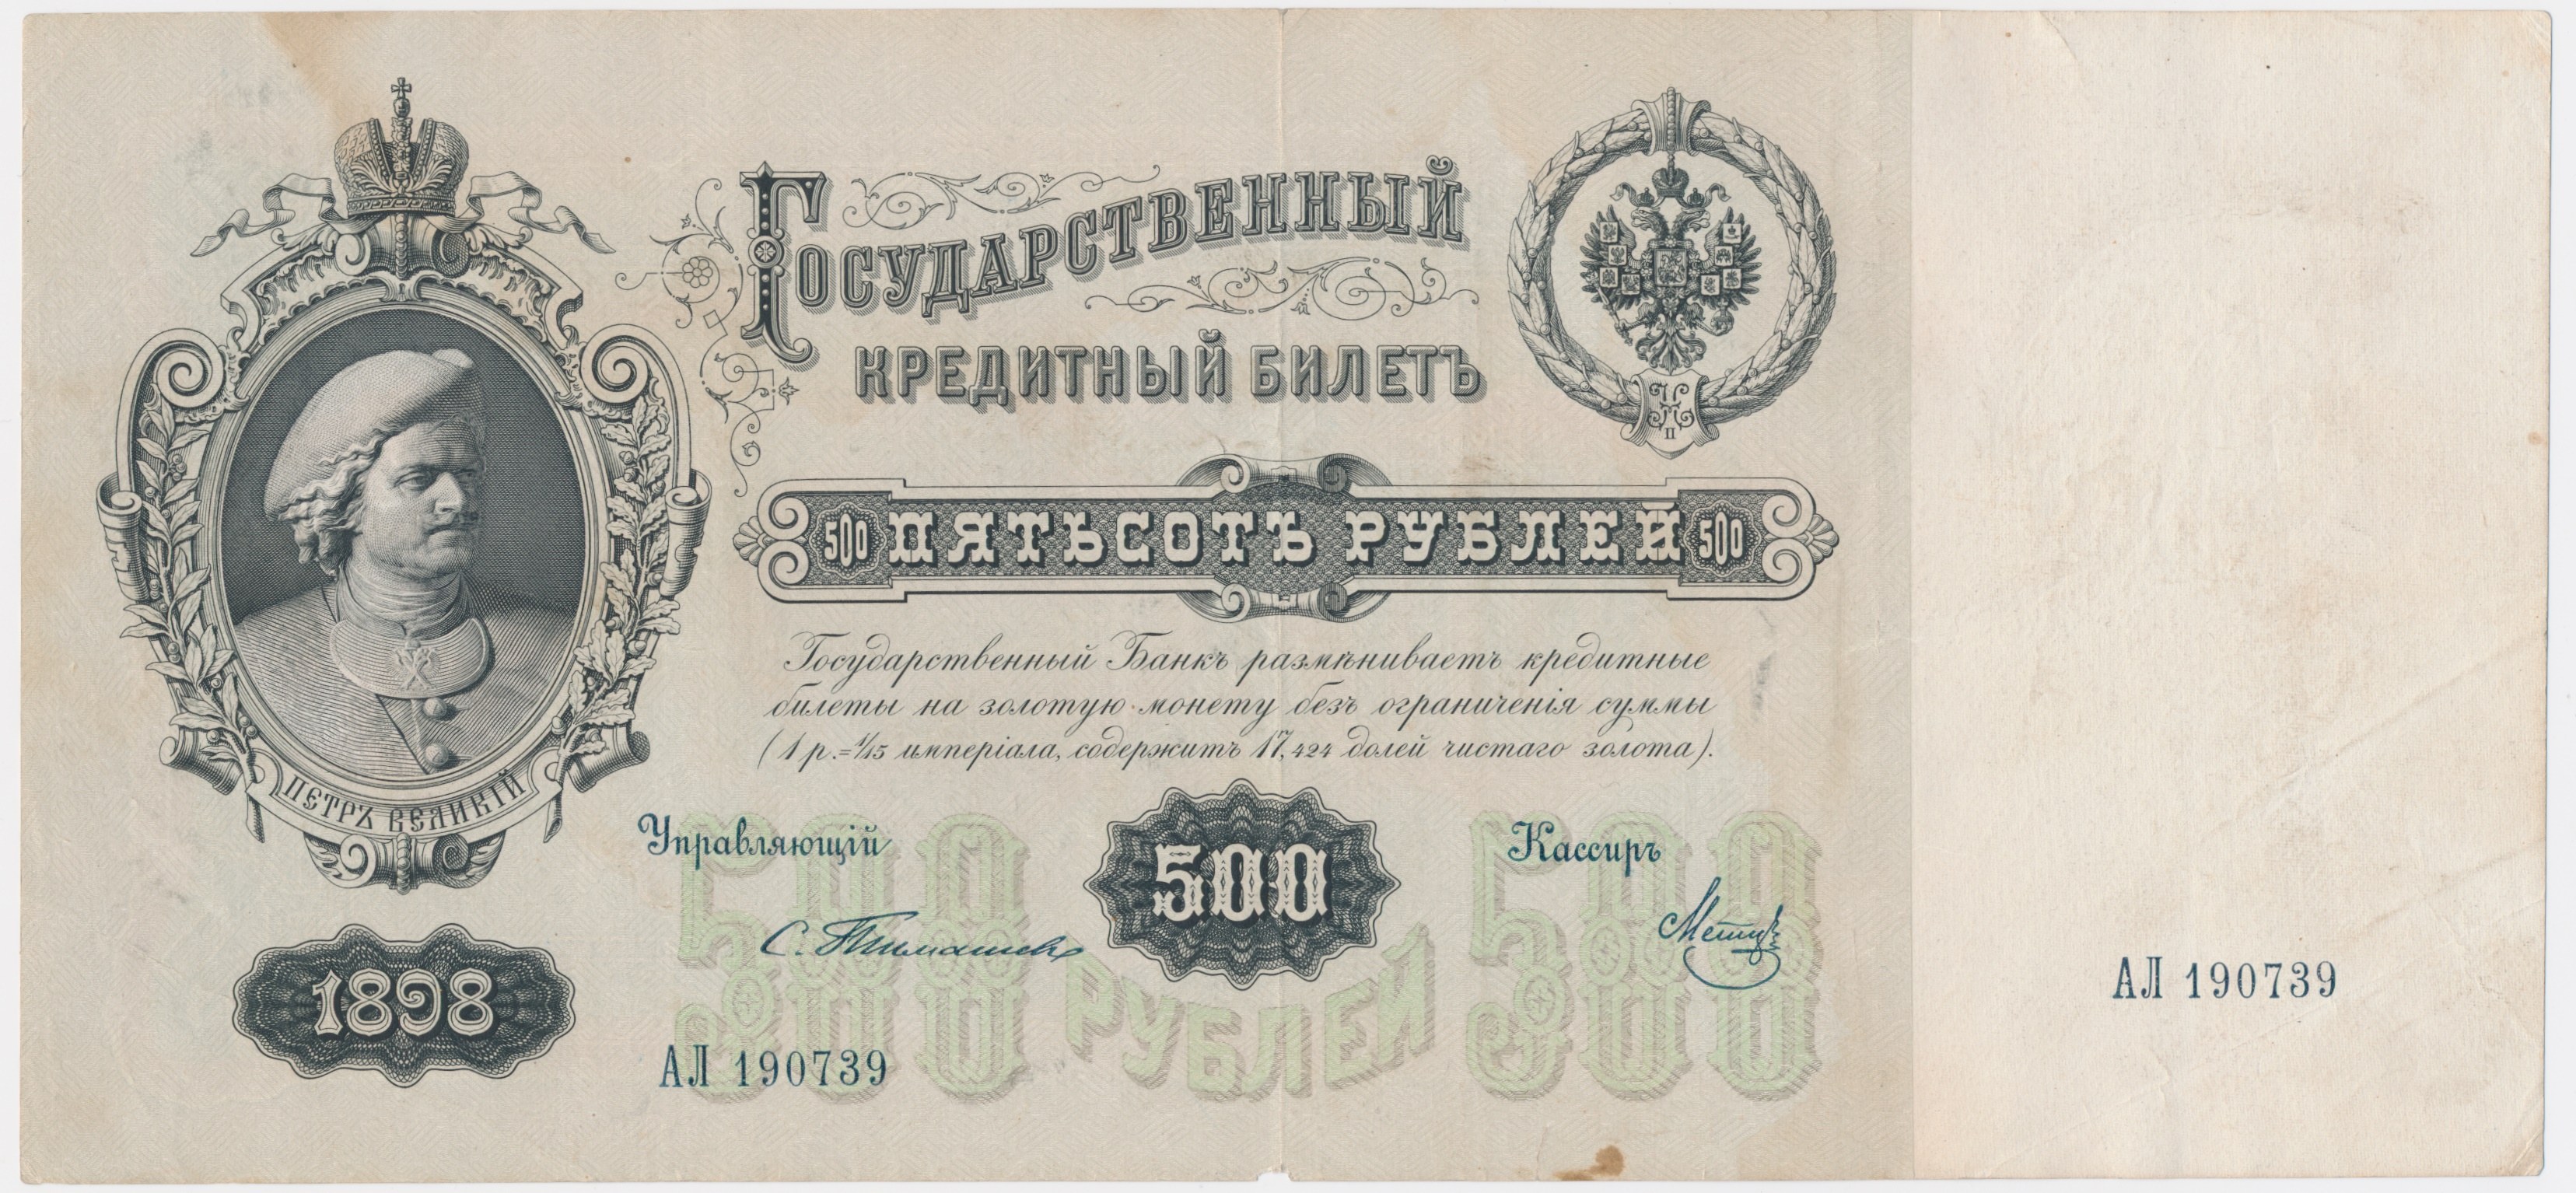 Государственный
кредитный билетъ
500 ПЯТЬСОТЪ РУБЛЕЙ 500
Государственный Банкъ размѣниваетъ кредитные
билеты на золотую монету безъ ограниченія суммы
(1 р.=1/15 имперіала, содержитъ 17,424 долей чистаго золота).
ПЕТРЪ ВЕЛИКІЙ
Управляющій
500
Кассиръ
С. Тимашевъ
500 500
РУБЛЕЙ
1898
АЛ 190739
АЛ 190739
II